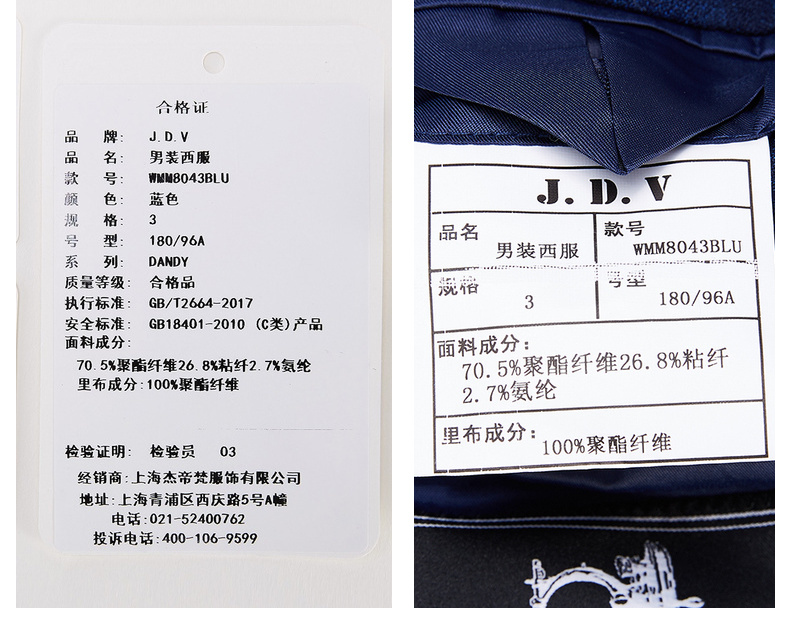 合格证
品 牌: J.D.V
品 名: 男装西服
款 号: WMM8043BLU
颜 色: 蓝色
规 格: 3
号 型: 180/96A
系 列: DANDY
质量等级: 合格品
执行标准: GB/T2664-2017
安全标准: GB18401-2010 (C类)产品
面料成分:
70.5%聚酯纤维26.8%粘纤2.7%氨纶
里布成分:100%聚酯纤维
检验证明: 检验员 03
经销商:上海杰帝梵服饰有限公司
地址:上海青浦区西庆路5号A幢
电话:021-52400762
投诉电话:400-106-9599
J.D.V
品名 男装西服
款号 WMM8043BLU
规格 3
号型 180/96A
面料成分:
70.5%聚酯纤维26.8%粘纤
2.7%氨纶
里布成分:
100%聚酯纤维